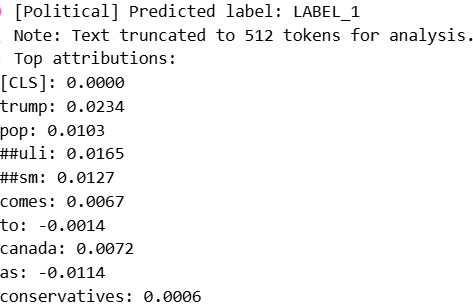 [Political] Predicted label: LABEL_1
Note: Text truncated to 512 tokens for analysis.
Top attributions:
[CLS]: 0.0000
trump: 0.0234
pop: 0.0103
##uli: 0.0165
##sm: 0.0127
comes: 0.0067
to: -0.0014
canada: 0.0072
as: -0.0114
conservatives: 0.0006